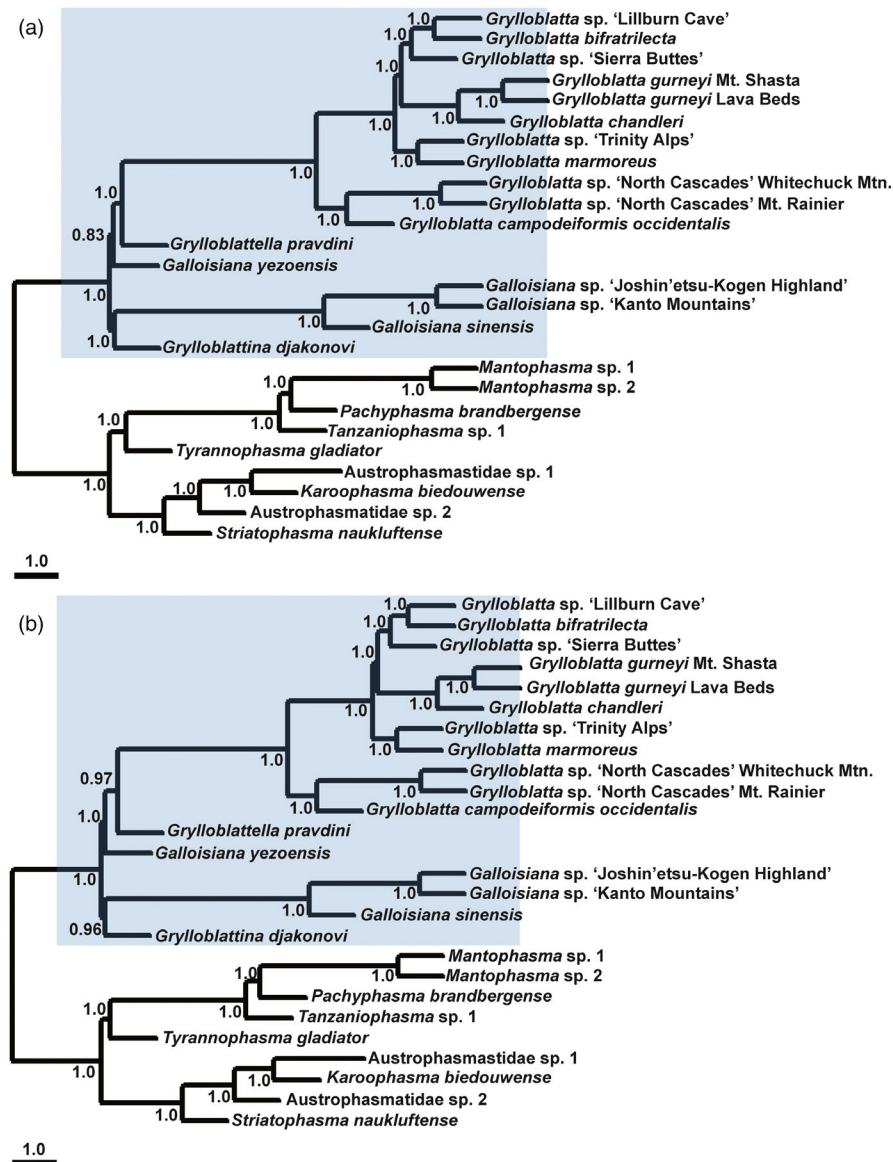 (a)
1.0
Grylloblatta sp. ‘Lillburn Cave’
1.0
Grylloblatta bifratrilecta
1.0
Grylloblatta sp. ‘Sierra Buttes’
1.0
Grylloblatta gurneyi Mt. Shasta
1.0
Grylloblatta gurneyi Lava Beds
1.0
Grylloblatta chandleri
1.0
Grylloblatta sp. ‘Trinity Alps’
1.0
Grylloblatta marmoreus
1.0
Grylloblatta sp. ‘North Cascades’ Whitechuck Mtn.
1.0
Grylloblatta sp. ‘North Cascades’ Mt. Rainier
1.0
Grylloblatta campodeiformis occidentalis
1.0
0.83
Grylloblattella pravdini
Galloisiana yezoensis
1.0
Galloisiana sp. ‘Joshin’etsu-Kogen Highland’
1.0
Galloisiana sp. ‘Kanto Mountains’
1.0
Galloisiana sinensis
1.0
Grylloblattina djakonovi
Mantophasma sp. 1
1.0
Mantophasma sp. 2
1.0
Pachyphasma brandbergense
1.0
Tanzaniophasma sp. 1
1.0
Tyrannophasma gladiator
1.0
Austrophasmastidae sp. 1
1.0
Karoophasma biedouwense
1.0
Austrophasmatidae sp. 2
1.0
Striatophasma naukluftense
1.0
(b)
1.0
Grylloblatta sp. ‘Lillburn Cave’
1.0
Grylloblatta bifratrilecta
1.0
Grylloblatta sp. ‘Sierra Buttes’
Grylloblatta gurneyi Mt. Shasta
1.0
Grylloblatta gurneyi Lava Beds
1.0
Grylloblatta chandleri
1.0
Grylloblatta sp. ‘Trinity Alps’
1.0
Grylloblatta marmoreus
1.0
Grylloblatta sp. ‘North Cascades’ Whitechuck Mtn.
1.0
Grylloblatta sp. ‘North Cascades’ Mt. Rainier
1.0
Grylloblatta campodeiformis occidentalis
0.97
1.0
Grylloblattella pravdini
Galloisiana yezoensis
1.0
Galloisiana sp. ‘Joshin’etsu-Kogen Highland’
1.0
Galloisiana sp. ‘Kanto Mountains’
1.0
Galloisiana sinensis
0.96
Grylloblattina djakonovi
Mantophasma sp. 1
1.0
Mantophasma sp. 2
1.0
Pachyphasma brandbergense
1.0
Tanzaniophasma sp. 1
1.0
Tyrannophasma gladiator
1.0
Austrophasmastidae sp. 1
1.0
Karoophasma biedouwense
1.0
Austrophasmatidae sp. 2
1.0
Striatophasma naukluftense
1.0